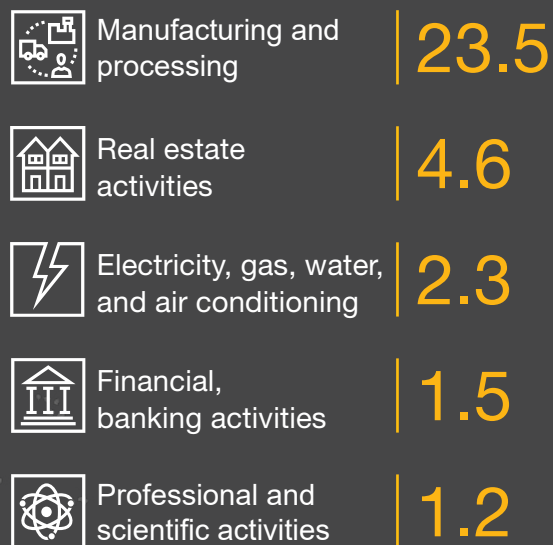 Manufacturing and
processing
23.5
Real estate
activities
4.6
Electricity, gas, water,
and air conditioning
2.3
Financial,
banking activities
1.5
Professional and
scientific activities
1.2